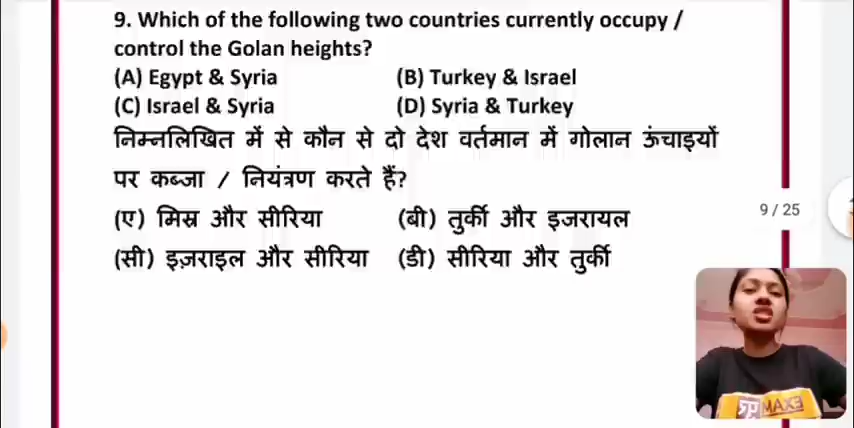 9. Which of the following two countries currently occupy /
control the Golan heights?
(A) Egypt & Syria (B) Turkey & Israel
(C) Israel & Syria (D) Syria & Turkey
निम्नलिखित में से कौन से दो देश वर्तमान में गोलान ऊंचाइयों
पर कब्जा / नियंत्रण करते हैं?
(ए) मिस्र और सीरिया (बी) तुर्की और इजरायल
(सी) इज़राइल और सीरिया (डी) सीरिया और तुर्की
9 / 25